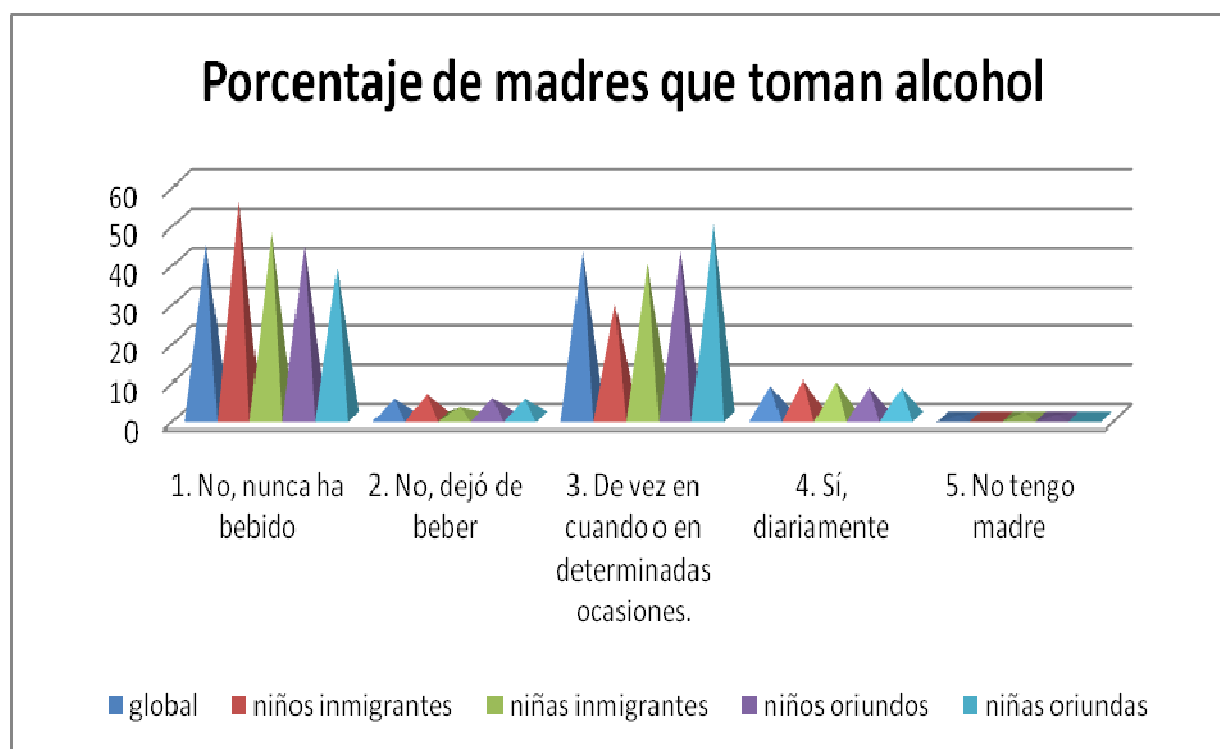 Porcentaje de madres que toman alcohol
60
50
40
30
20
10
0
1. No, nunca ha bebido
2. No, dejó de beber
3. De vez en cuando o en determinadas ocasiones.
4. Sí, diariamente
5. No tengo madre
global niños inmigrantes niñas inmigrantes niños oriundos niñas oriundas